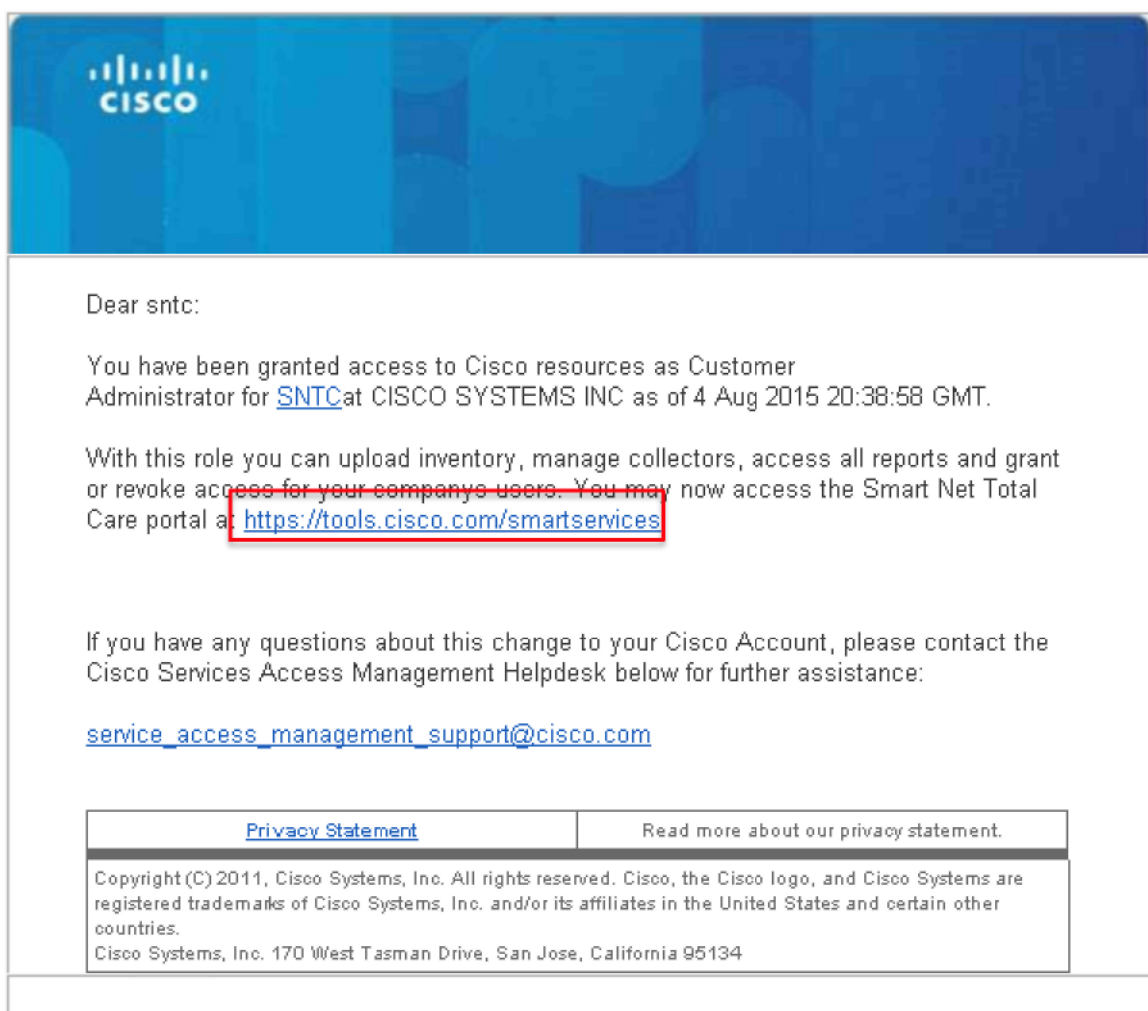 CISCO
Dear sntc:
You have been granted access to Cisco resources as Customer
Administrator for SNTCat CISCO SYSTEMS INC as of 4 Aug 2015 20:38:58 GMT.
With this role you can upload inventory, manage collectors, access all reports and grant
or revoke access for your companys users. You may now access the Smart Net Total
Care portal at https://tools.cisco.com/smartservices
If you have any questions about this change to your Cisco Account, please contact the
Cisco Services Access Management Helpdesk below for further assistance:
service_access_management_support@cisco.com
Privacy Statement Read more about our privacy statement.
Copyright (C) 2011, Cisco Systems, Inc. All rights reserved. Cisco, the Cisco logo, and Cisco Systems are
registered trademarks of Cisco Systems, Inc. and/or its affiliates in the United States and certain other
countries.
Cisco Systems, Inc. 170 West Tasman Drive, San Jose, California 95134